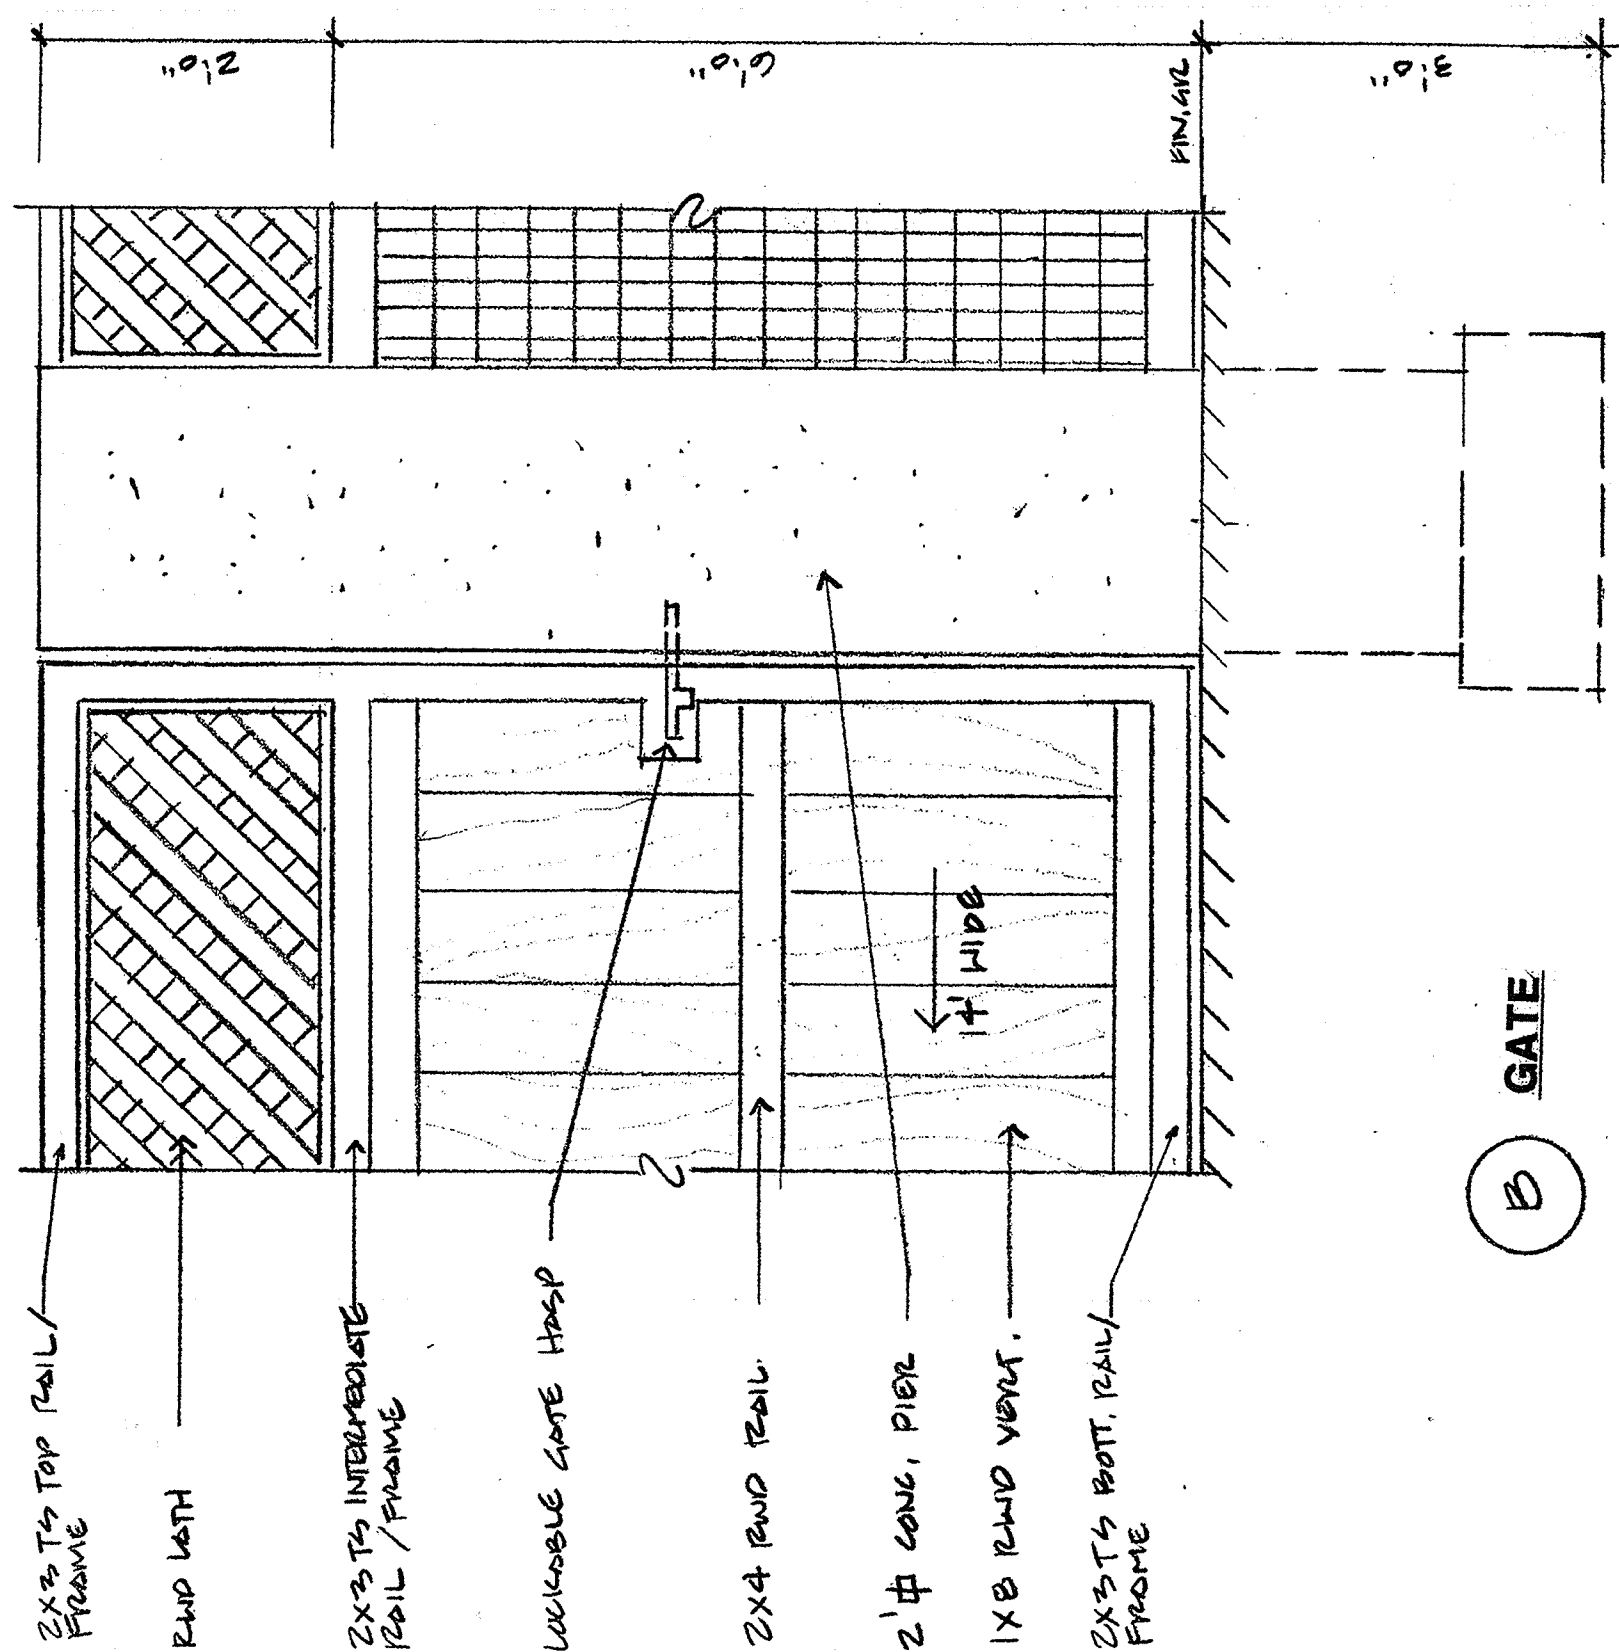 2X3 TS TOP RAIL/
FRAME
RWD LATH
2X3 TS INTERMEDIATE
RAIL / FRAME
LOCKABLE GATE HASP
2X4 RWD RAIL.
2'⌀ CONC. PIER
1X8 RWD VERT.
2X3 TS BOTT. RAIL/
FRAME
14' WIDE
FIN. GR.
2'0"
6'0"
3'0"
B
GATE